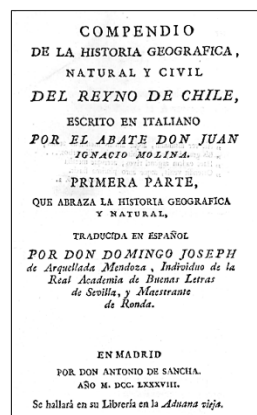 COMPENDIO
DE LA HISTORIA GEOGRAFICA,
NATURAL Y CIVIL
DEL REYNO DE CHILE,
ESCRITO EN ITALIANO
POR EL ABATE DON JUAN
IGNACIO MOLINA.
PRIMERA PARTE,
QUE ABRAZA LA HISTORIA GEOGRAFICA
Y NATURAL,
TRADUCIDA EN ESPAÑOL
POR DON DOMINGO JOSEPH
de Arquellada Mendoza, Individuo de la
Real Academia de Buenas Letras
de Sevilla, y Maestrante
de Ronda.
EN MADRID
POR DON ANTONIO DE SANCHA.
AÑO M. DCC. LXXXVIII.
Se hallará en su Librería en la Aduana vieja.